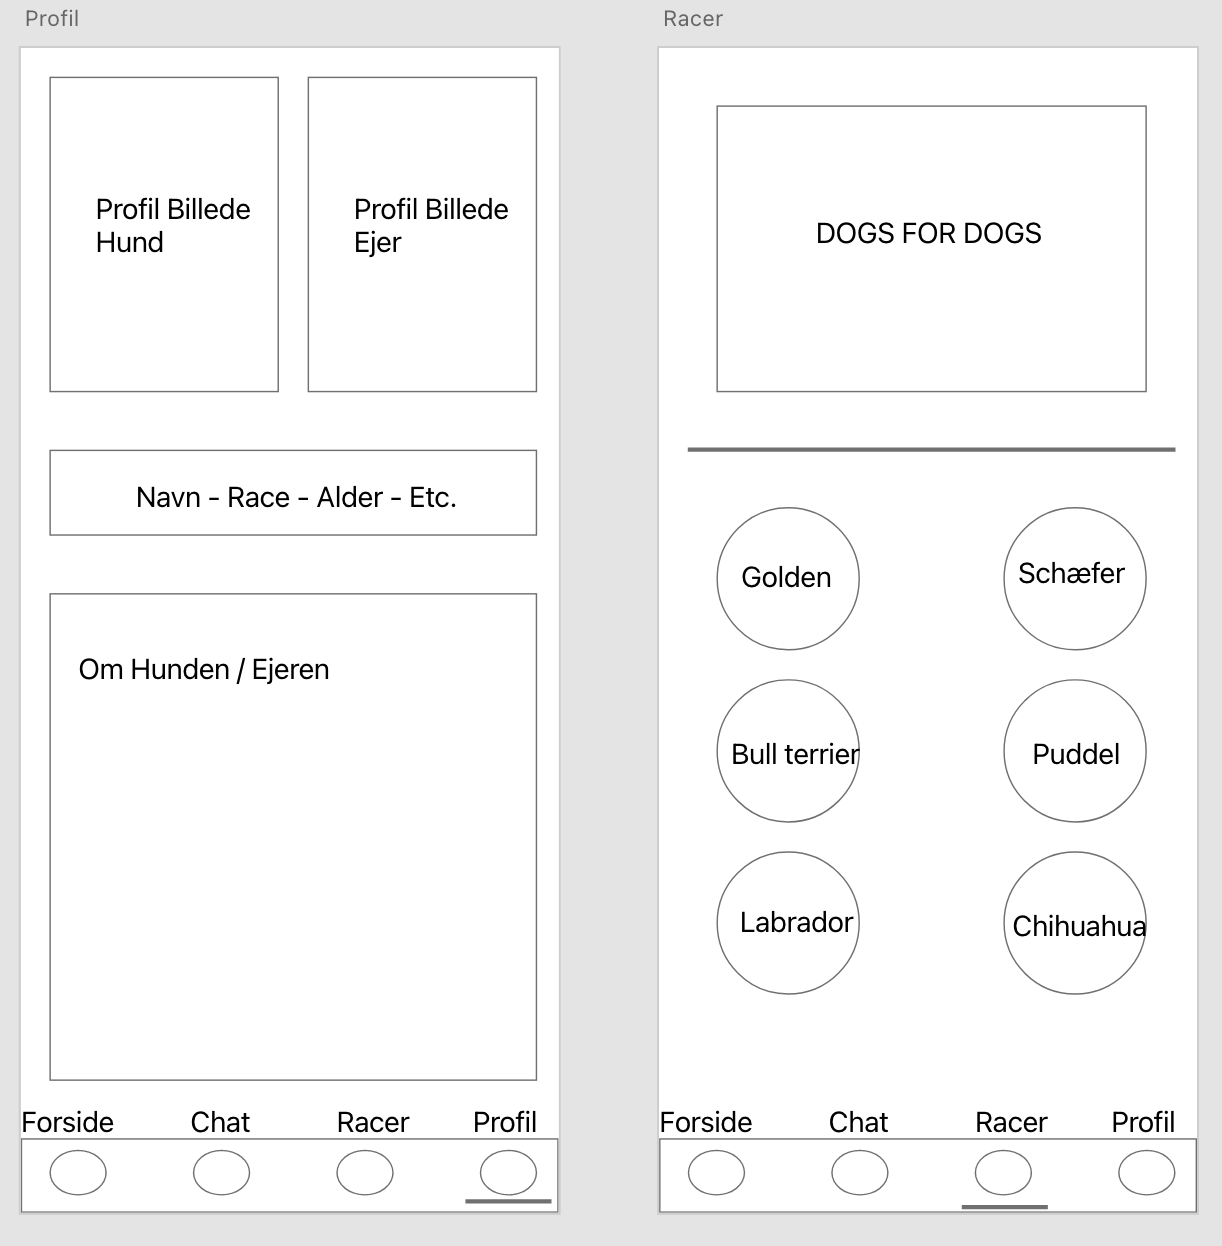 Profil
Profil Billede
Hund
Profil Billede
Ejer
Navn - Race - Alder - Etc.
Om Hunden / Ejeren
Forside
Chat
Racer
Profil
Racer
DOGS FOR DOGS
Golden
Schæfer
Bull terrier
Puddel
Labrador
Chihuahua
Forside
Chat
Racer
Profil